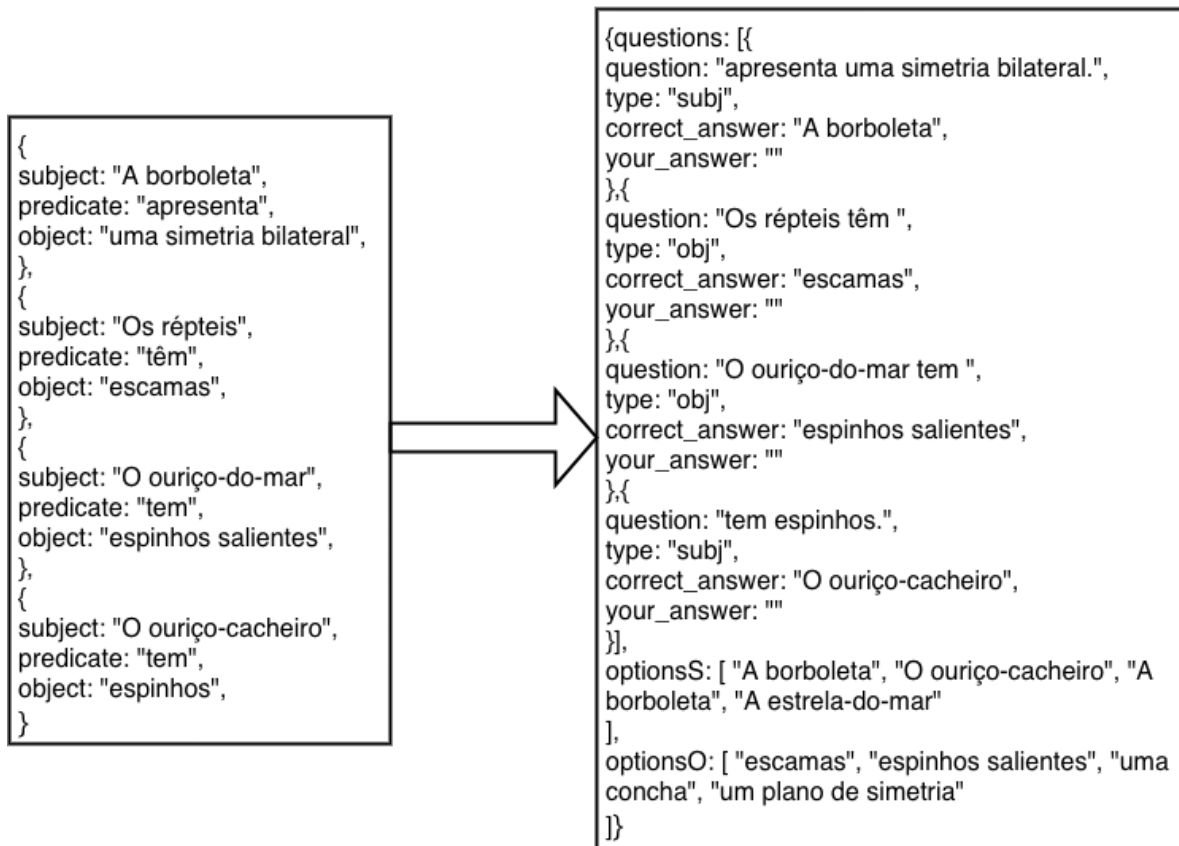 {
subject: "A borboleta",
predicate: "apresenta",
object: "uma simetria bilateral",
},
{
subject: "Os répteis",
predicate: "têm",
object: "escamas",
},
{
subject: "O ouriço-do-mar",
predicate: "tem",
object: "espinhos salientes",
},
{
subject: "O ouriço-cacheiro",
predicate: "tem",
object: "espinhos",
}
{questions: [{
question: "apresenta uma simetria bilateral.",
type: "subj",
correct_answer: "A borboleta",
your_answer: ""
},{
question: "Os répteis têm ",
type: "obj",
correct_answer: "escamas",
your_answer: ""
},{
question: "O ouriço-do-mar tem ",
type: "obj",
correct_answer: "espinhos salientes",
your_answer: ""
},{
question: "tem espinhos.",
type: "subj",
correct_answer: "O ouriço-cacheiro",
your_answer: ""
}],
optionsS: [ "A borboleta", "O ouriço-cacheiro", "A
borboleta", "A estrela-do-mar"
],
optionsO: [ "escamas", "espinhos salientes", "uma
concha", "um plano de simetria"
]}